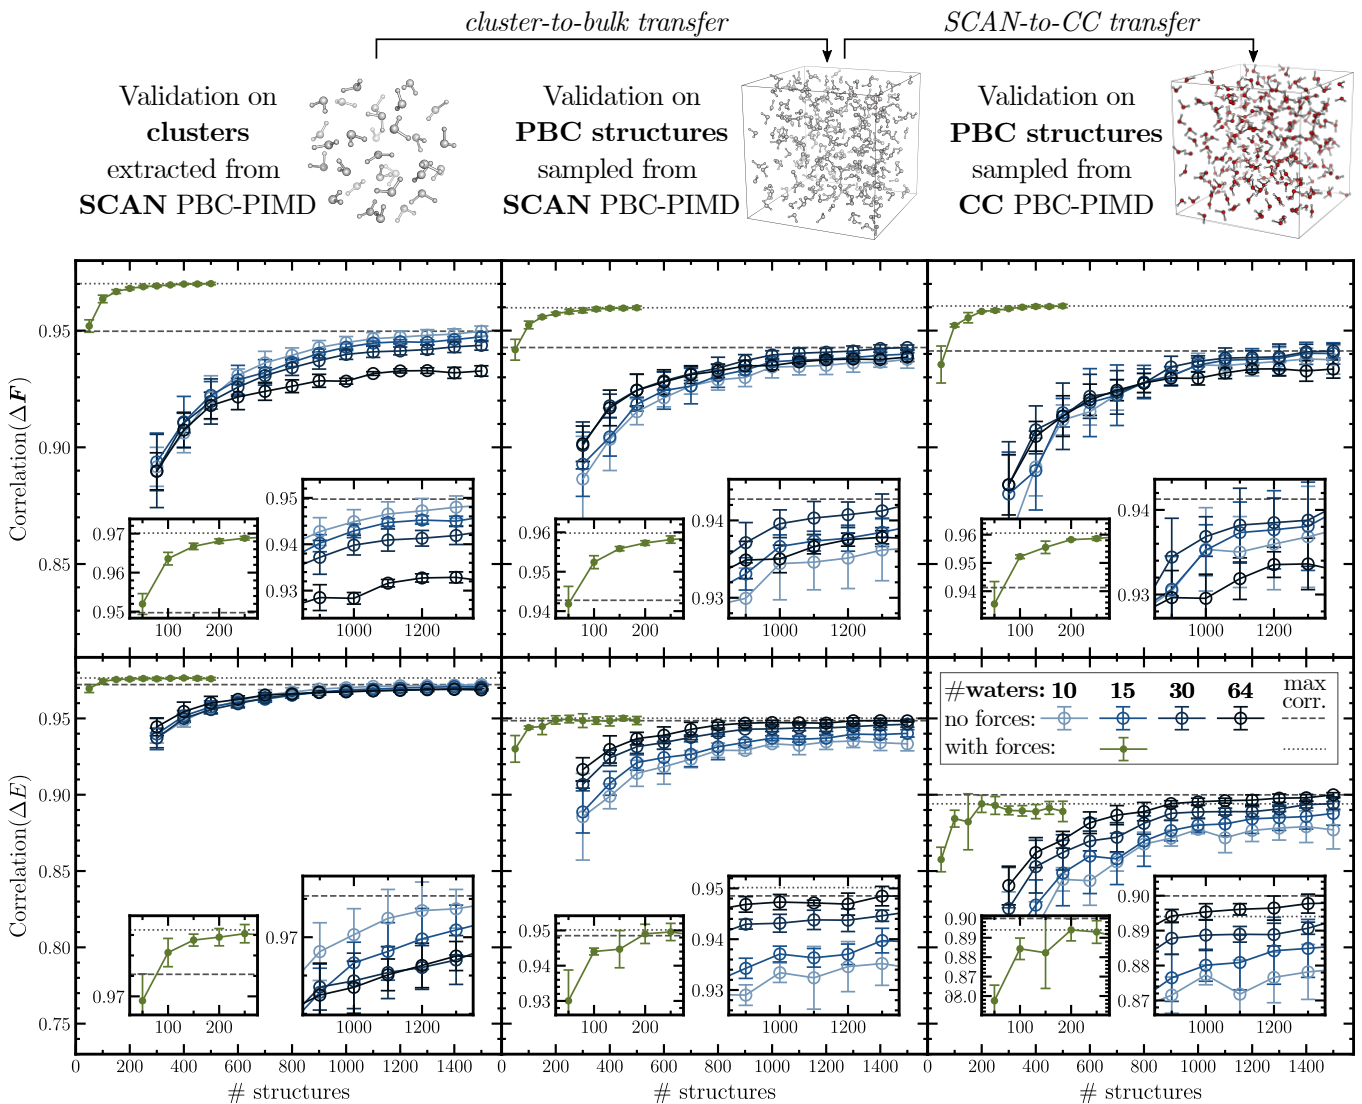 cluster-to-bulk transfer
SCAN-to-CC transfer
Validation on
clusters
extracted from
SCAN PBC-PIMD
Validation on
PBC structures
sampled from
SCAN PBC-PIMD
Validation on
PBC structures
sampled from
CC PBC-PIMD
Correlation(ΔF)
0.95
0.90
0.85
0.97
0.96
0.95
100
200
0.95
0.94
0.93
1000
1200
0.96
0.95
0.94
100
200
0.94
0.93
1000
1200
0.96
0.95
0.94
100
200
0.94
0.93
1000
1200
Correlation(ΔE)
0.95
0.90
0.85
0.80
0.75
0.97
100
200
0.97
1000
1200
0.95
0.94
0.93
100
200
0.95
0.94
0.93
1000
1200
#waters: 10 15 30 64 max corr.
no forces:
with forces:
0.90
0.89
0.88
0.87
08.0
100
200
0.90
0.89
0.88
0.87
1000
1200
0 200 400 600 800 1000 1200 1400
200 400 600 800 1000 1200 1400
200 400 600 800 1000 1200 1400
# structures
# structures
# structures